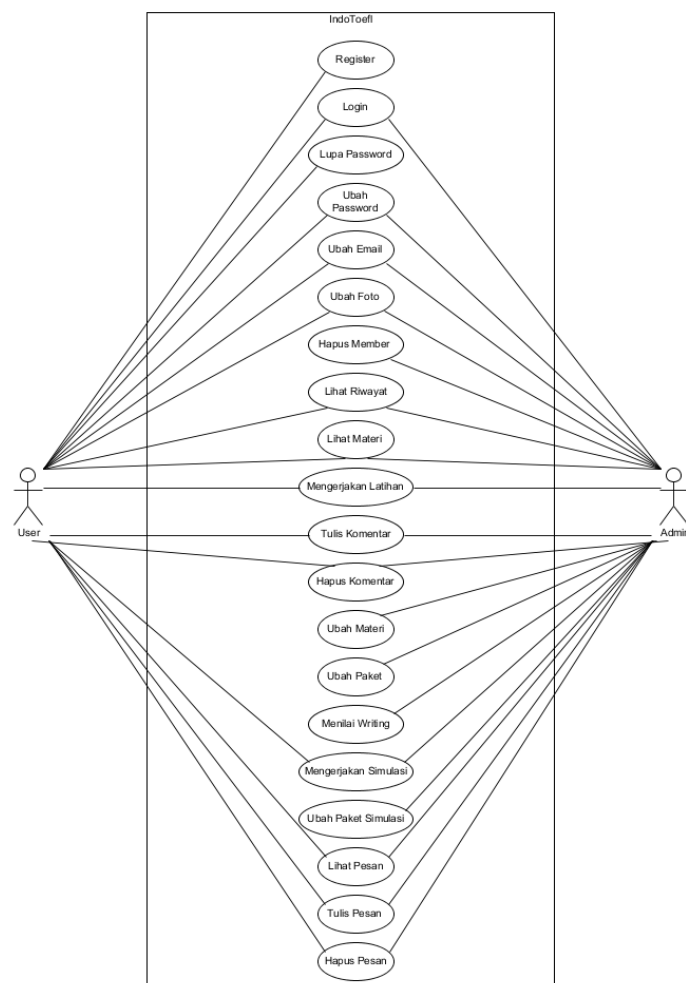 IndoToefl
Register
Login
Lupa Password
Ubah
Password
Ubah Email
Ubah Foto
Hapus Member
Lihat Riwayat
Lihat Materi
Mengerjakan Latihan
User
Admin
Tulis Komentar
Hapus Komentar
Ubah Materi
Ubah Paket
Menilai Writing
Mengerjakan Simulasi
Ubah Paket Simulasi
Lihat Pesan
Tulis Pesan
Hapus Pesan